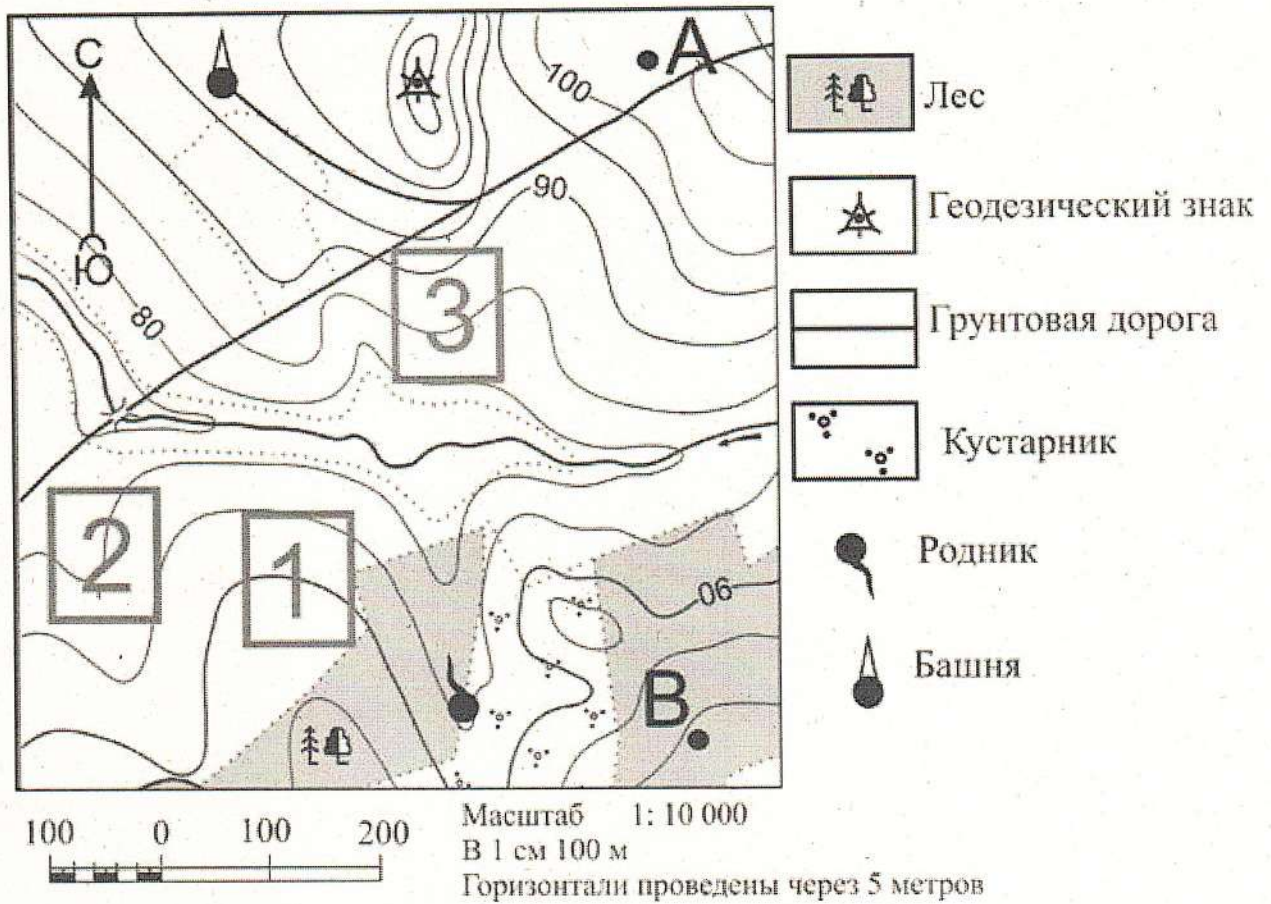 С
Ю
А
100
90
80
3
2
1
90
В
Лес
Геодезический знак
Грунтовая дорога
Кустарник
Родник
Башня
100 0 100 200
Масштаб 1: 10 000
В 1 см 100 м
Горизонтали проведены через 5 метров